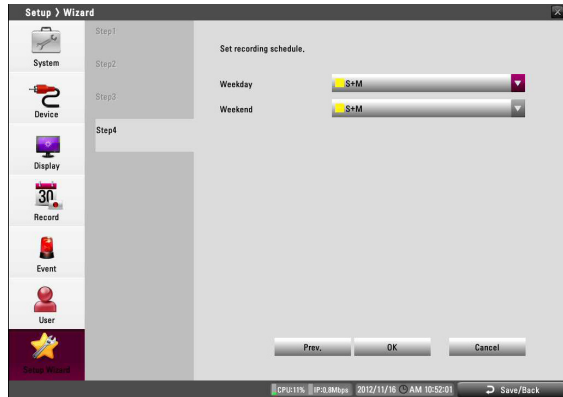 Setup > Wizard
System
Device
Display
30
Record
Event
User
Setup Wizard
Step1
Step2
Step3
Step4
Set recording schedule.
Weekday S+M
Weekend S+M
Prev. OK Cancel
CPU:11% IP:0.8Mbps 2012/11/16 AM 10:52:01 Save/Back